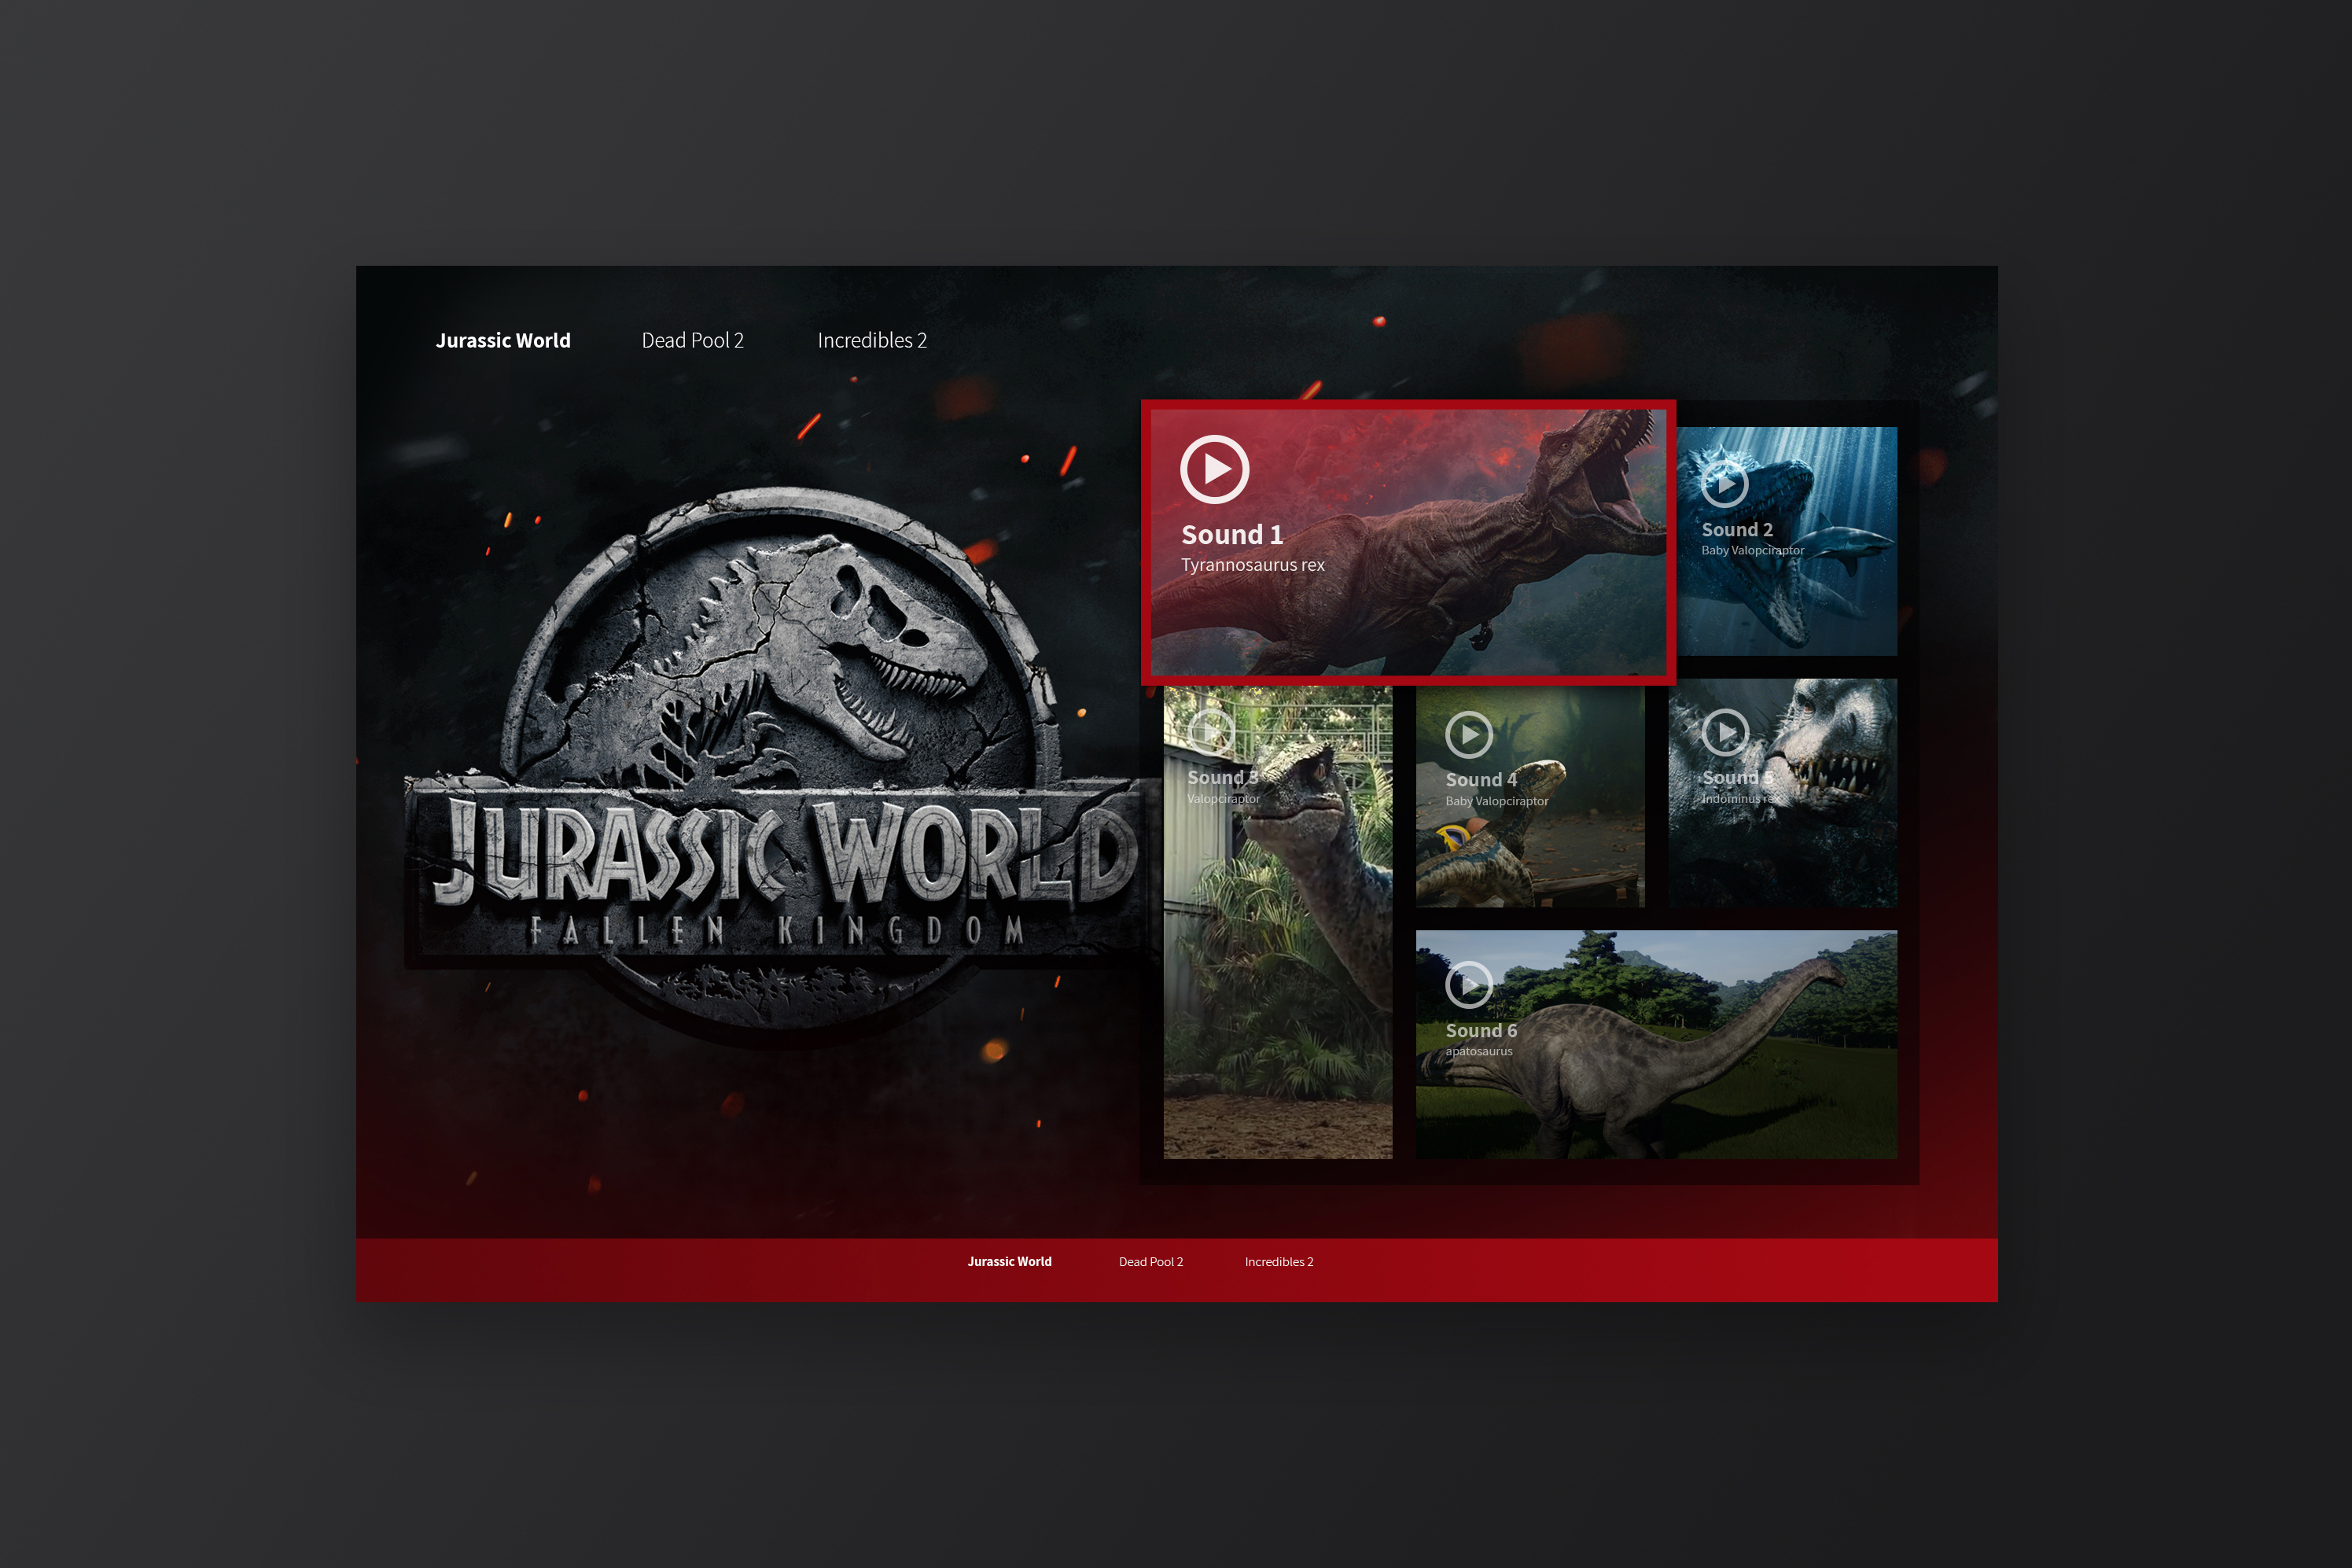 Jurassic World
Dead Pool 2
Incredibles 2
JURASSIC WORLD
FALLEN KINGDOM
Sound 1
Tyrannosaurus rex
Sound 2
Baby Valopciraptor
Sound 3
Valopciraptor
Sound 4
Baby Valopciraptor
Sound 5
Indominus rex
Sound 6
apatosaurus
Jurassic World
Dead Pool 2
Incredibles 2